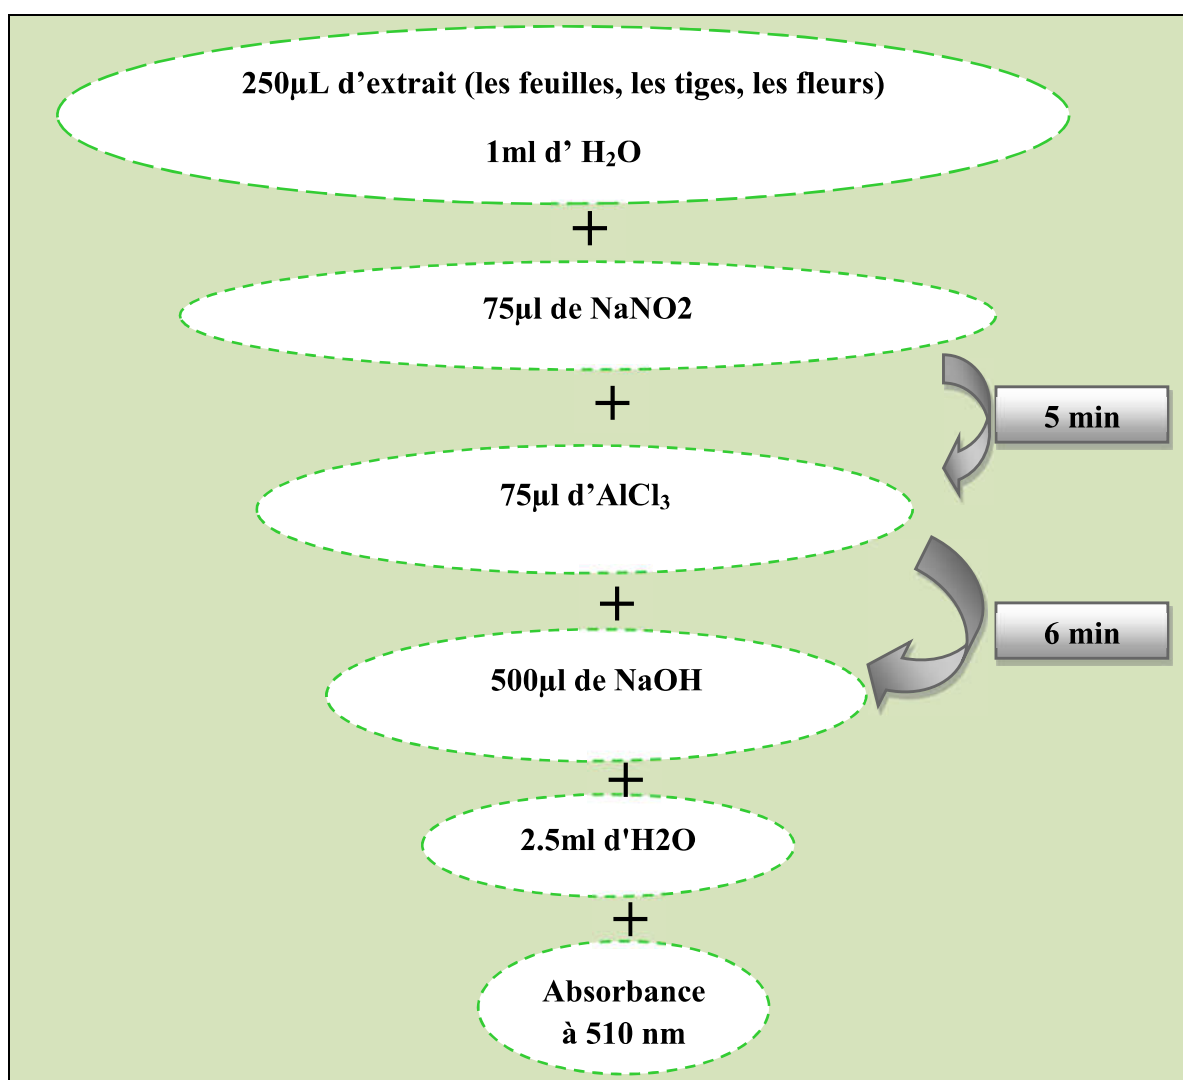 250µL d’extrait (les feuilles, les tiges, les fleurs)
1ml d’ H₂O
+
75µl de NaNO2
+
5 min
75µl d’AlCl₃
+
6 min
500µl de NaOH
+
2.5ml d'H2O
+
Absorbance
à 510 nm